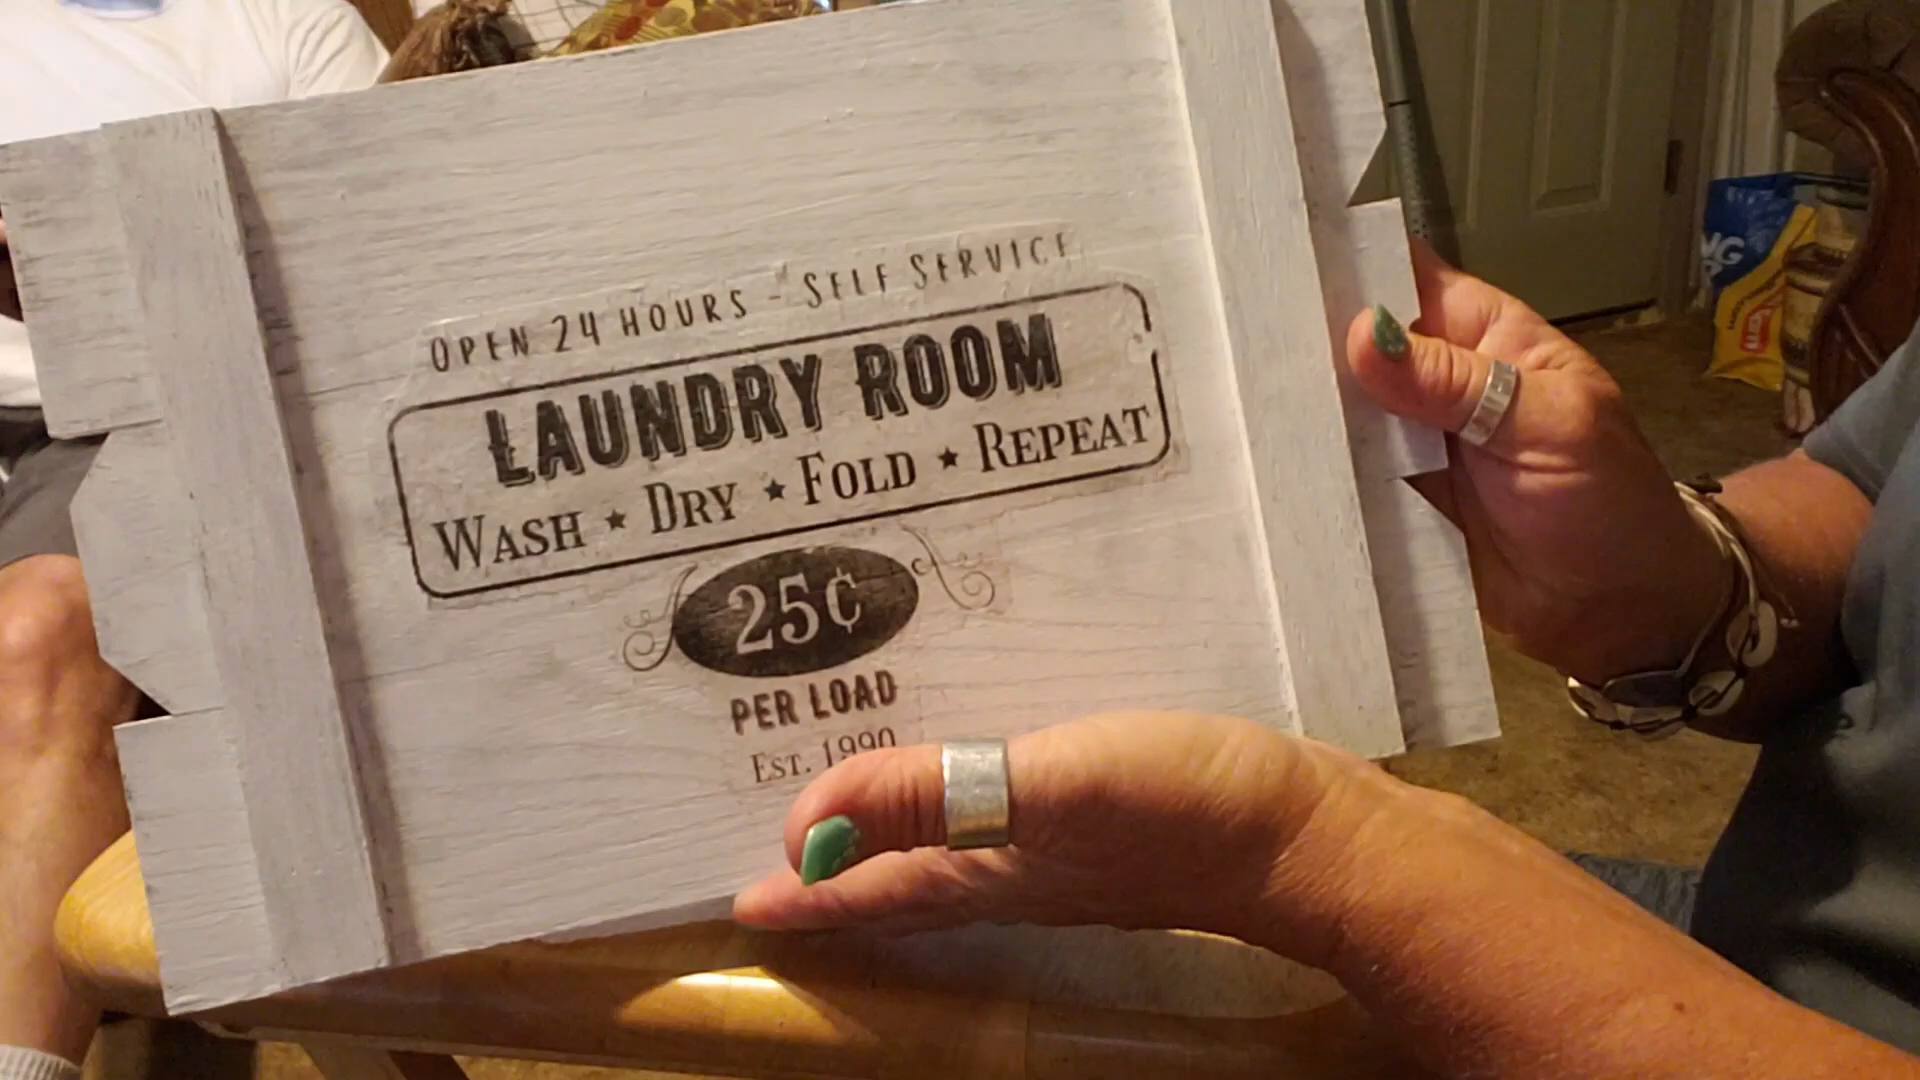 OPEN 24 HOURS - SELF SERVICE
LAUNDRY ROOM
WASH ★ DRY ★ FOLD ★ REPEAT
25¢
PER LOAD
EST. 1990